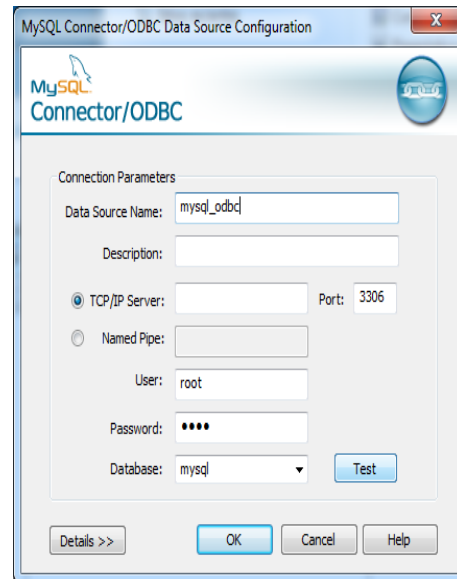 MySQL Connector/ODBC Data Source Configuration
X
MySQL
Connector/ODBC
Connection Parameters
Data Source Name: mysql_odbc
Description:
TCP/IP Server: Port: 3306
Named Pipe:
User: root
Password: ••••
Database: mysql Test
Details >> OK Cancel Help